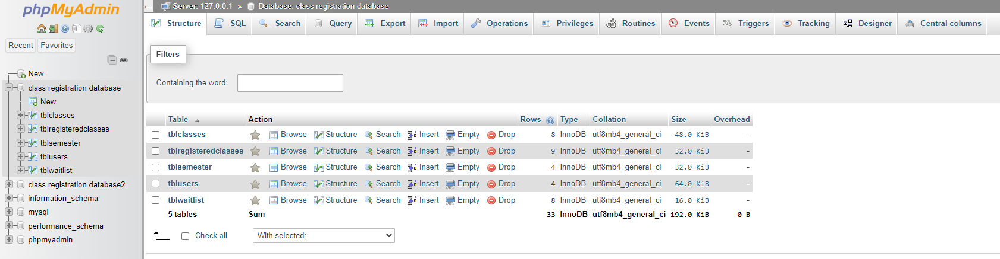 phpMyAdmin
Recent Favorites
New
class registration database
New
tblclasses
tblregisteredclasses
tblsemester
tblusers
tblwaitlist
class registration database2
information_schema
mysql
performance_schema
phpmyadmin
Server: 127.0.0.1 » Database: class registration database
Structure SQL Search Query Export Import Operations Privileges Routines Events Triggers Tracking Designer Central columns
Filters
Containing the word:
Table Action Rows Type Collation Size Overhead
tblclasses Browse Structure Search Insert Empty Drop 8 InnoDB utf8mb4_general_ci 48.0 KiB -
tblregisteredclasses Browse Structure Search Insert Empty Drop 9 InnoDB utf8mb4_general_ci 32.0 KiB -
tblsemester Browse Structure Search Insert Empty Drop 4 InnoDB utf8mb4_general_ci 32.0 KiB -
tblusers Browse Structure Search Insert Empty Drop 4 InnoDB utf8mb4_general_ci 64.0 KiB -
tblwaitlist Browse Structure Search Insert Empty Drop 8 InnoDB utf8mb4_general_ci 16.0 KiB -
5 tables Sum 33 InnoDB utf8mb4_general_ci 192.0 KiB 0 B
Check all With selected: